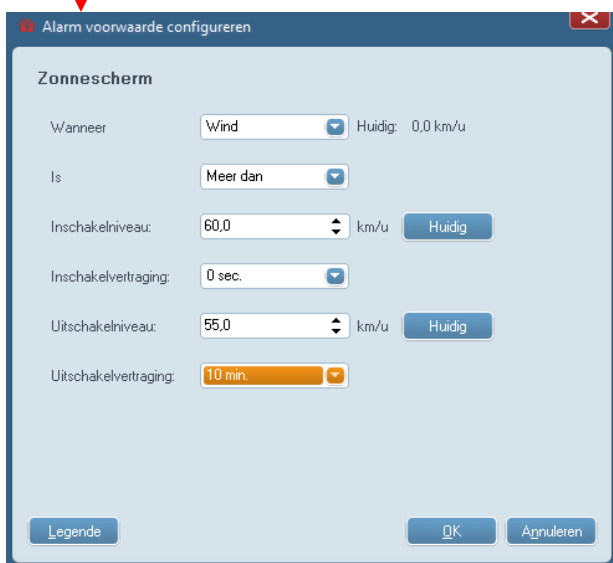 Alarm voorwaarde configureren
Zonnescherm
Wanneer Wind Huidig: 0,0 km/u
Is Meer dan
Inschakelniveau: 60,0 km/u Huidig
Inschakelvertraging: 0 sec.
Uitschakelniveau: 55,0 km/u Huidig
Uitschakelvertraging: 10 min.
Legende OK Annuleren